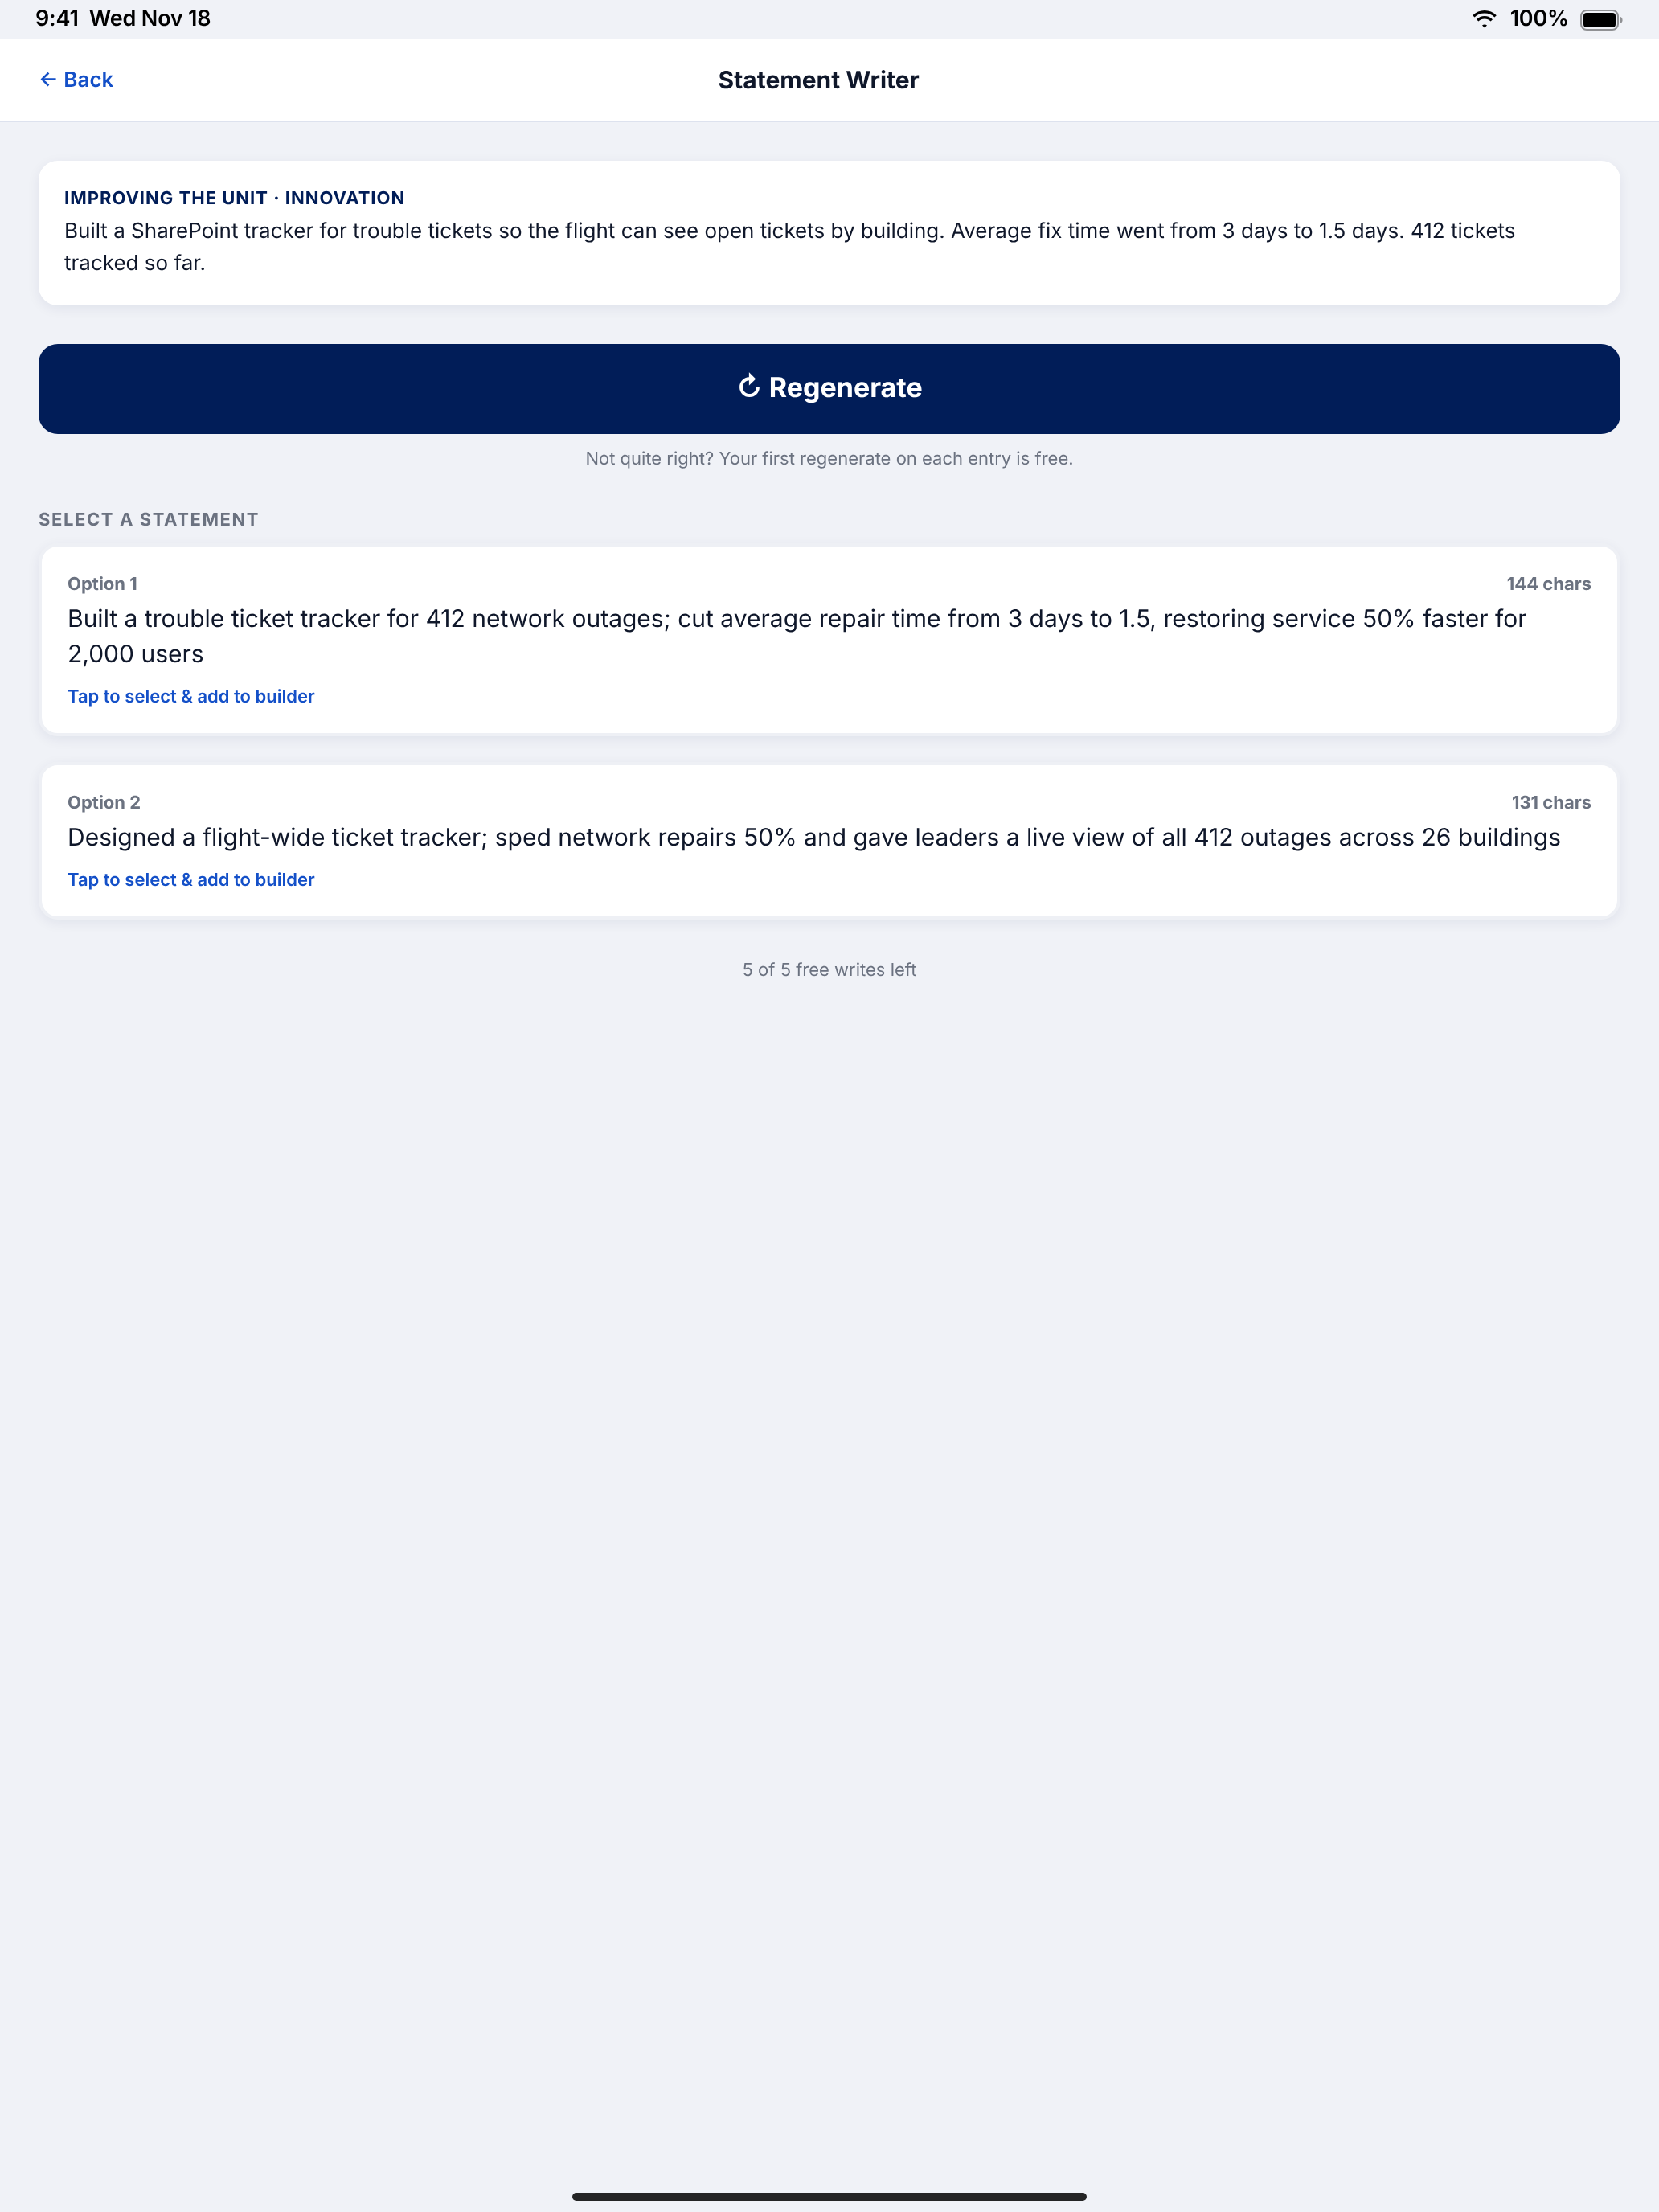 9:41 Wed Nov 18
100%
← Back
Statement Writer
IMPROVING THE UNIT · INNOVATION
Built a SharePoint tracker for trouble tickets so the flight can see open tickets by building. Average fix time went from 3 days to 1.5 days. 412 tickets
tracked so far.
↻ Regenerate
Not quite right? Your first regenerate on each entry is free.
SELECT A STATEMENT
Option 1
144 chars
Built a trouble ticket tracker for 412 network outages; cut average repair time from 3 days to 1.5, restoring service 50% faster for
2,000 users
Tap to select & add to builder
Option 2
131 chars
Designed a flight-wide ticket tracker; sped network repairs 50% and gave leaders a live view of all 412 outages across 26 buildings
Tap to select & add to builder
5 of 5 free writes left